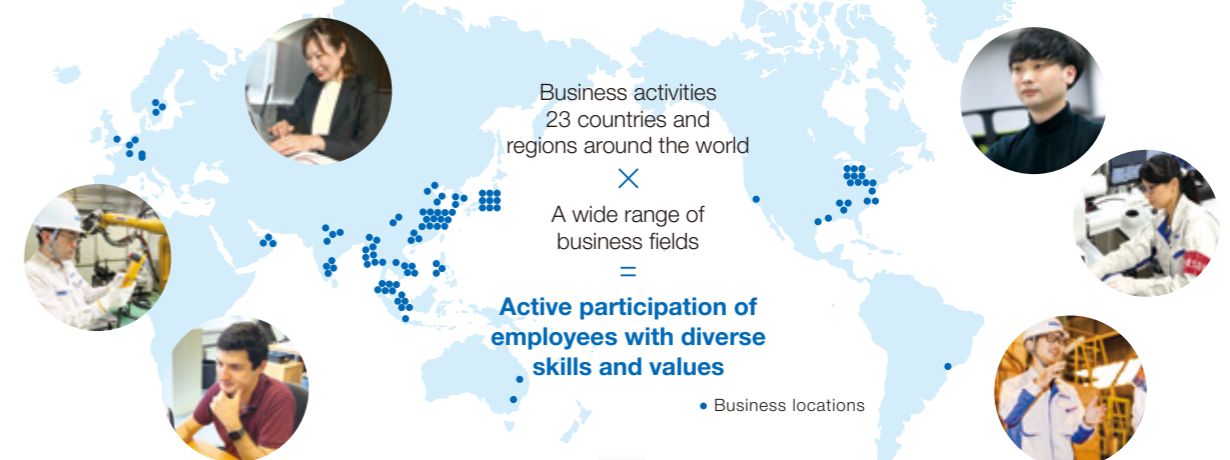 Business activities
23 countries and
regions around the world
×
A wide range of
business fields
=
Active participation of
employees with diverse
skills and values
• Business locations